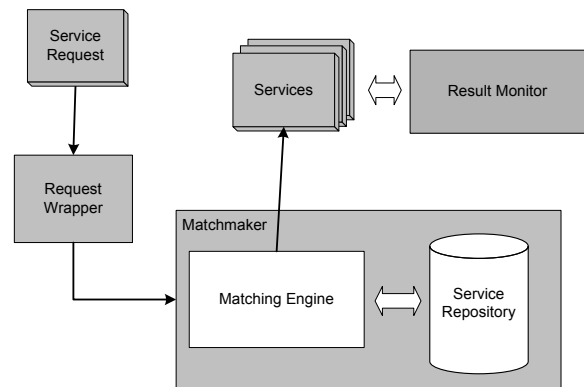 Service
Request
Services
Result Monitor
Request
Wrapper
Matchmaker
Matching Engine
Service
Repository